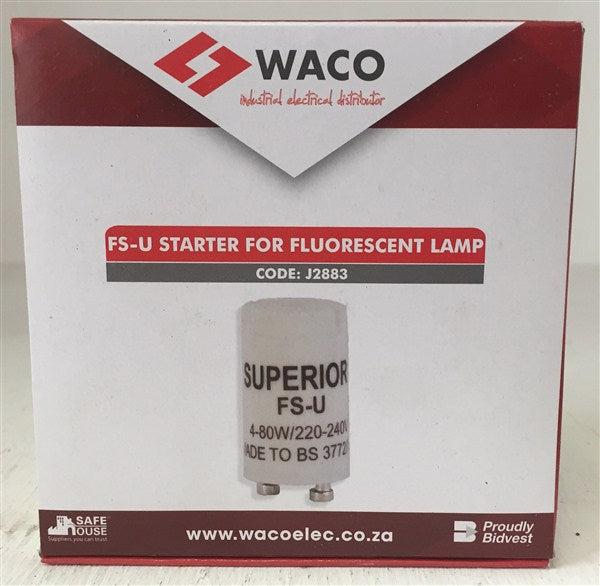 WACO
industrial electrical distributor
FS-U STARTER FOR FLUORESCENT LAMP
CODE: J2883
SUPERIOR
FS-U
4-80W/220-240V
ADE TO BS 3772
SAFE
HOUSE
Suppliers you can trust
www.wacoelec.co.za
Proudly
Bidvest